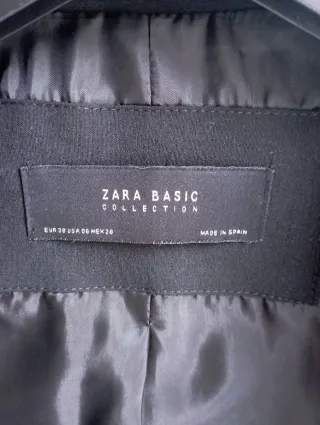 ZARA BASIC
COLLECTION
EUR 38 USA 06 MEX 28
MADE IN SPAIN